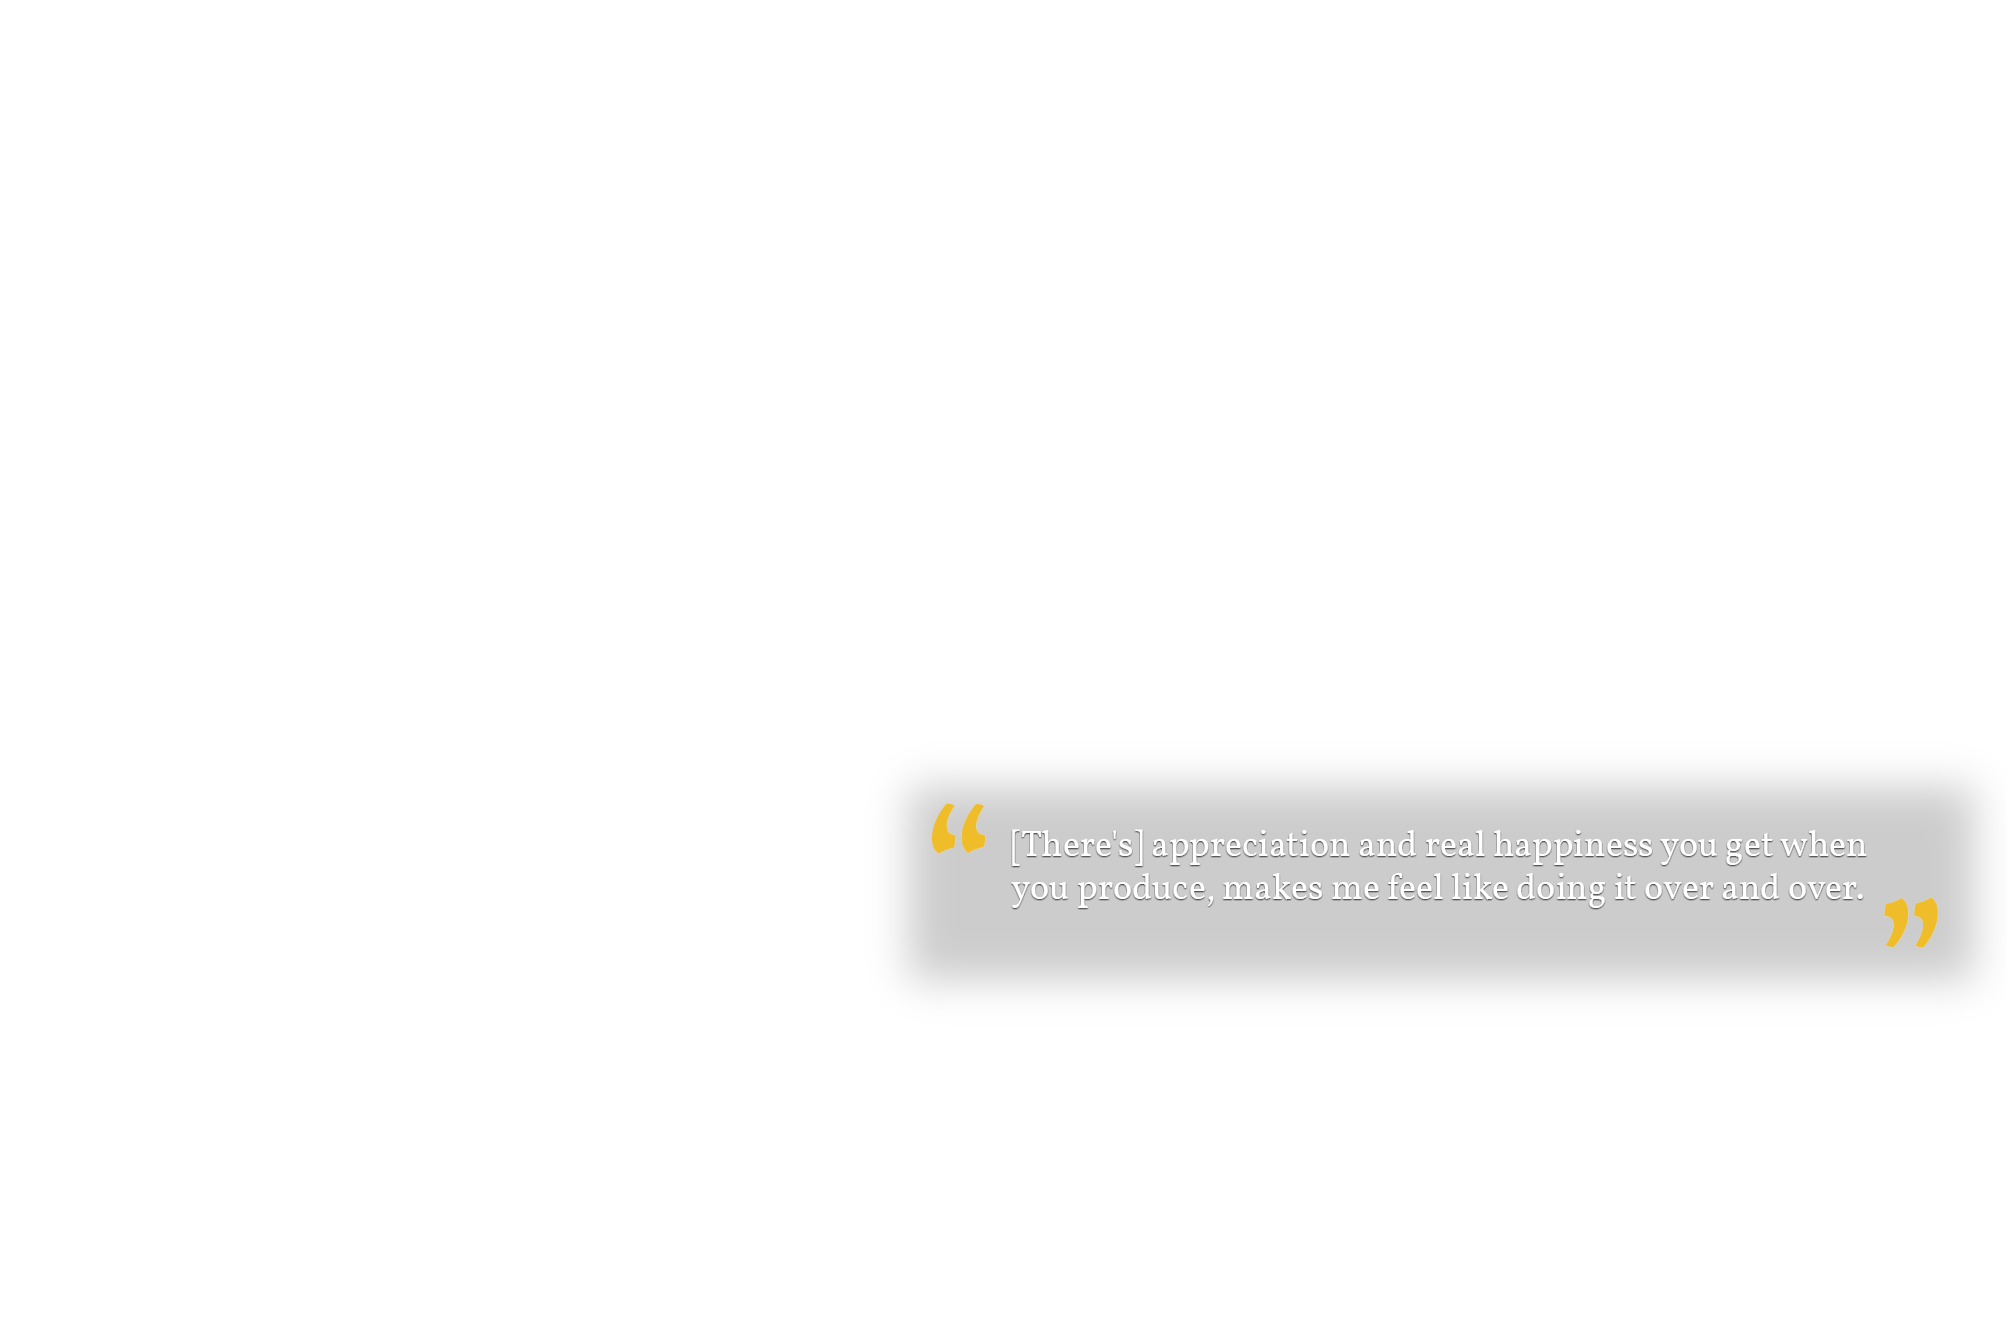 “ [There's] appreciation and real happiness you get when
you produce, makes me feel like doing it over and over. ”